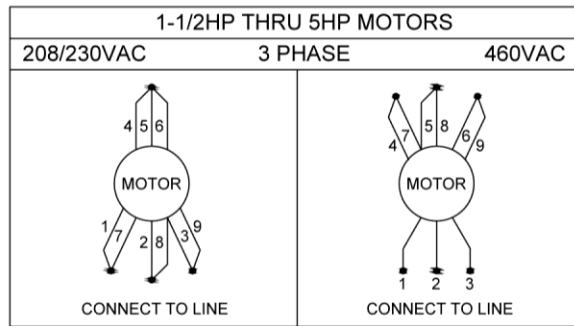 1-1/2HP THRU 5HP MOTORS
208/230VAC 3 PHASE 460VAC
4 5 6
MOTOR
1 7 2 8 3 9
CONNECT TO LINE
4 7 5 8 6 9
MOTOR
1 2 3
CONNECT TO LINE